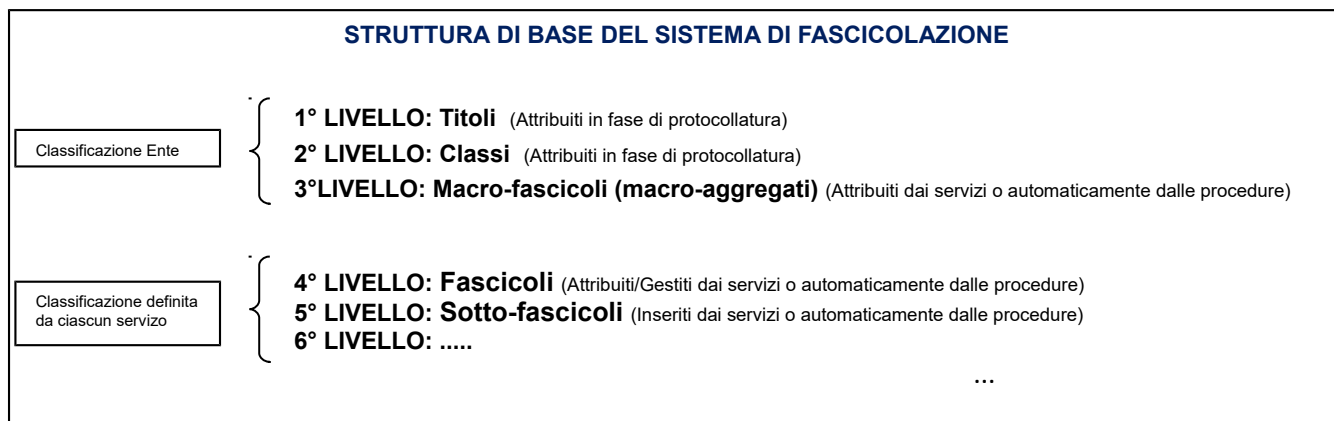 STRUTTURA DI BASE DEL SISTEMA DI FASCICOLAZIONE
1° LIVELLO: Titoli (Attribuiti in fase di protocollatura)
Classificazione Ente
2° LIVELLO: Classi (Attribuiti in fase di protocollatura)
3°LIVELLO: Macro-fascicoli (macro-aggregati) (Attribuiti dai servizi o automaticamente dalle procedure)
4° LIVELLO: Fascicoli (Attribuiti/Gestiti dai servizi o automaticamente dalle procedure)
Classificazione definita
da ciascun servizo
5° LIVELLO: Sotto-fascicoli (Inseriti dai servizi o automaticamente dalle procedure)
6° LIVELLO: .....
...